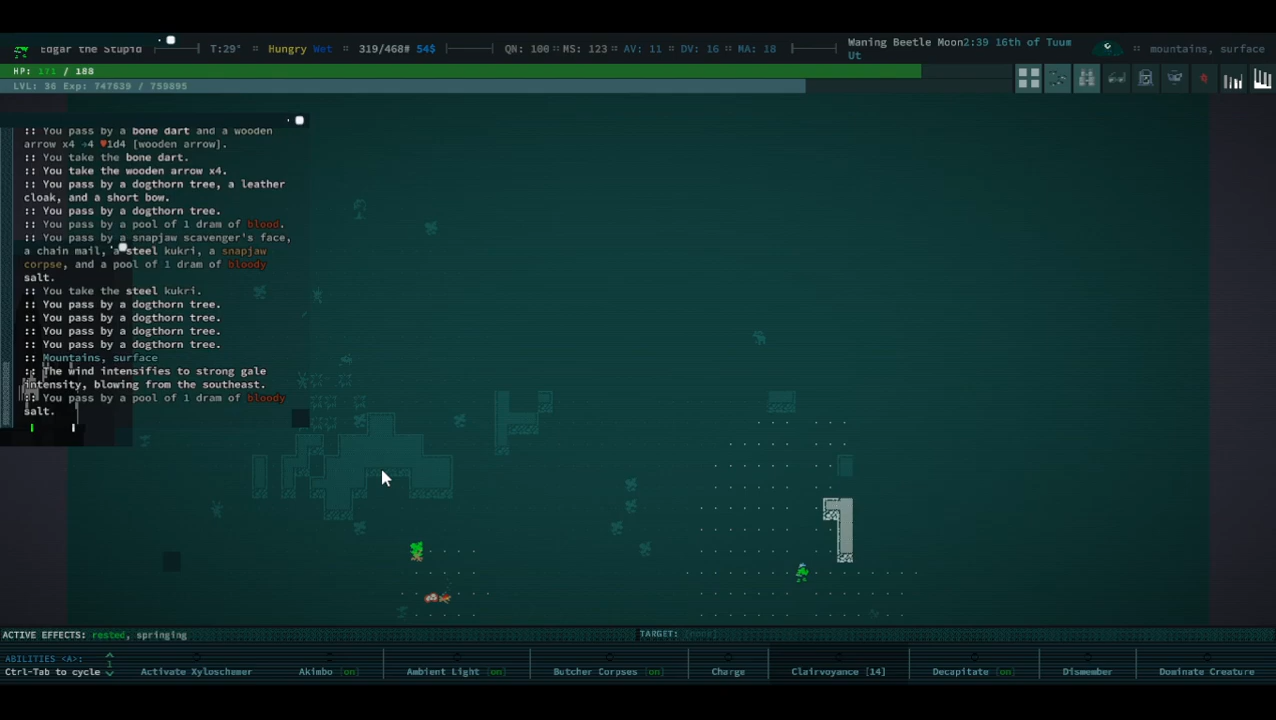 Edgar the Stupid T:29° Hungry Wet 319/468# 54$ QN: 100 MS: 123 AV: 11 DV: 16 MA: 18 Waning Beetle Moon2:39 16th of Tuum
Ut
mountains, surface
HP: 171 / 188
LVL: 36 Exp: 747639 / 759895
:: You pass by a bone dart and a wooden
arrow x4 →4 ♥1d4 [wooden arrow].
:: You take the bone dart.
:: You take the wooden arrow x4.
:: You pass by a dogthorn tree, a leather
cloak, and a short bow.
:: You pass by a dogthorn tree.
:: You pass by a pool of 1 dram of blood.
:: You pass by a snapjaw scavenger's face,
a chain mail, a steel kukri, a snapjaw
corpse, and a pool of 1 dram of bloody
salt.
:: You take the steel kukri.
:: You pass by a dogthorn tree.
:: You pass by a dogthorn tree.
:: You pass by a dogthorn tree.
:: You pass by a dogthorn tree.
:: Mountains, surface
:: The wind intensifies to strong gale
intensity, blowing from the southeast.
:: You pass by a pool of 1 dram of bloody
salt.
ACTIVE EFFECTS: rested, springing
TARGET: [none]
ABILITIES <A>: 1
Ctrl-Tab to cycle
Activate Xyloschemer
Akimbo [on]
Ambient Light [on]
Butcher Corpses [on]
Charge
Clairvoyance [14]
Decapitate [on]
Dismember
Dominate Creature